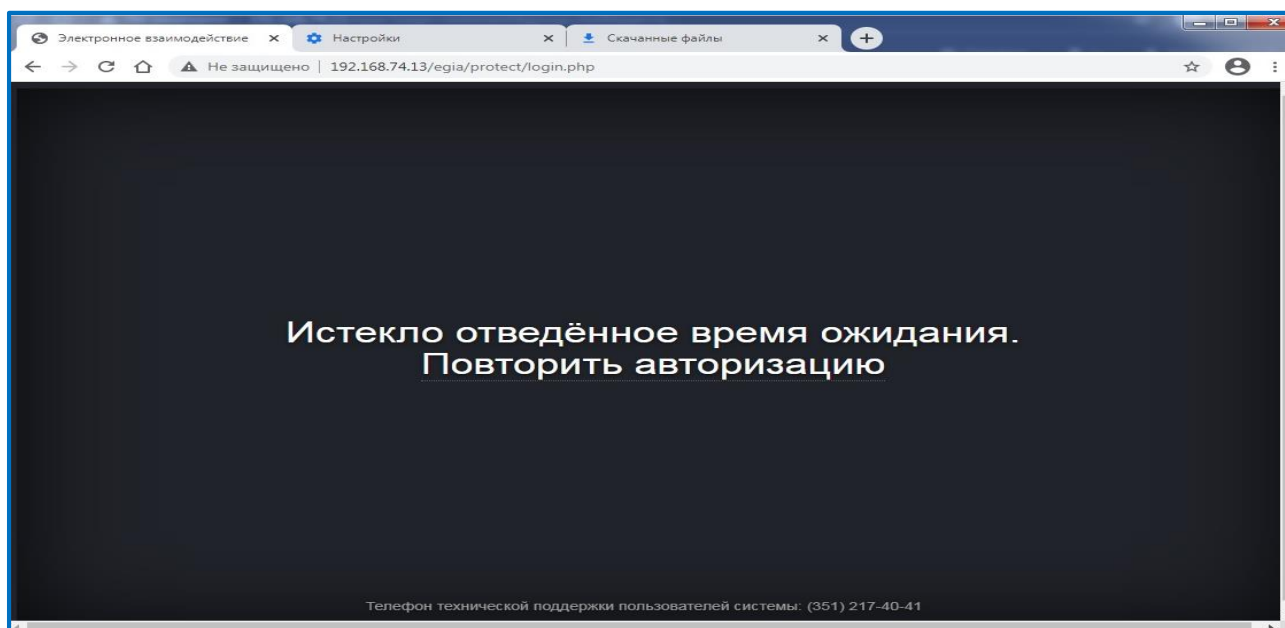 Электронное взаимодействие
Настройки
Скачанные файлы
Не защищено | 192.168.74.13/egia/protect/login.php
Истекло отведённое время ожидания.
Повторить авторизацию
Телефон технической поддержки пользователей системы: (351) 217-40-41